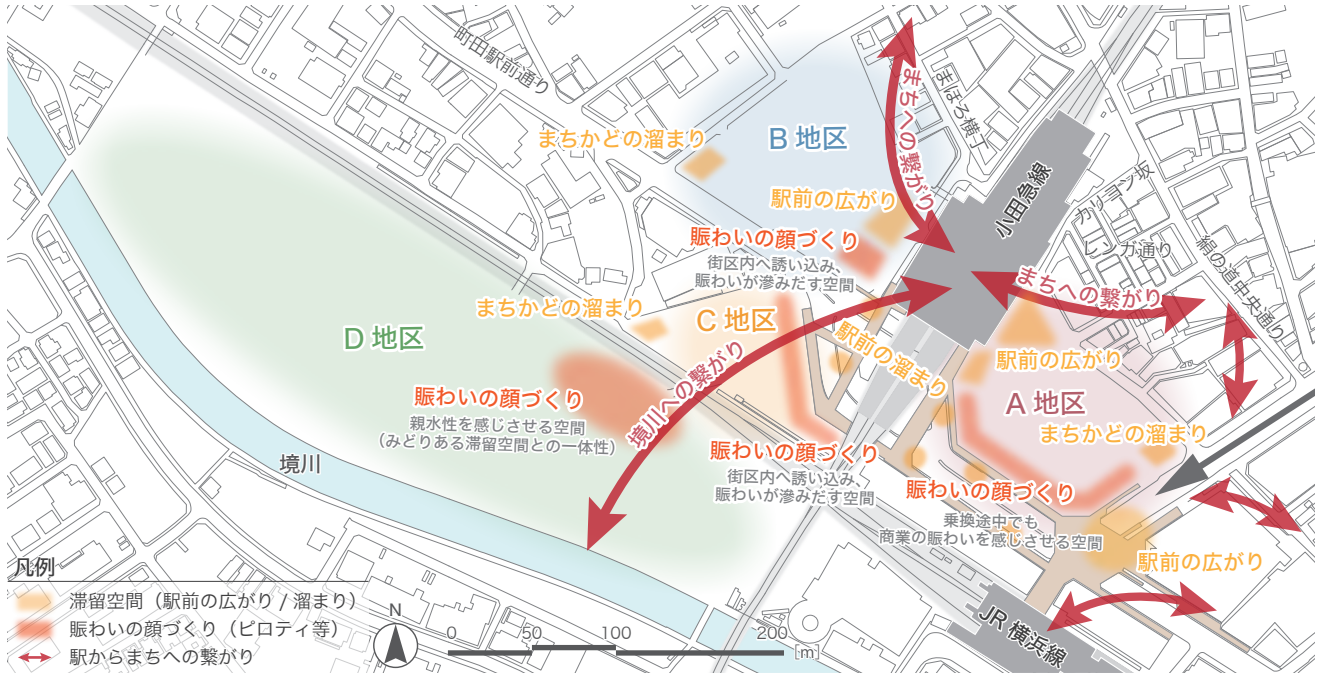 町田駅前通り
まちかどの溜まり
B 地区
まちへの繋がり
まほろ横丁
駅前の広がり
賑わいの顔づくり
街区内へ誘い込み、
賑わいが滲みだす空間
小田急線
カリヨン坂
レンガ通り
絹の道中央通り
まちへの繋がり
まちかどの溜まり
C 地区
D 地区
駅前の溜まり
駅前の広がり
A 地区
まちかどの溜まり
境川への繋がり
賑わいの顔づくり
親水性を感じさせる空間
(みどりある滞留空間との一体性)
賑わいの顔づくり
街区内へ誘い込み、
賑わいが滲みだす空間
賑わいの顔づくり
乗換途中でも
商業の賑わいを感じさせる空間
駅前の広がり
境川
JR 横浜線
凡例
滞留空間（駅前の広がり / 溜まり）
賑わいの顔づくり（ピロティ等）
駅からまちへの繋がり
N
0 50 100 200
[m]